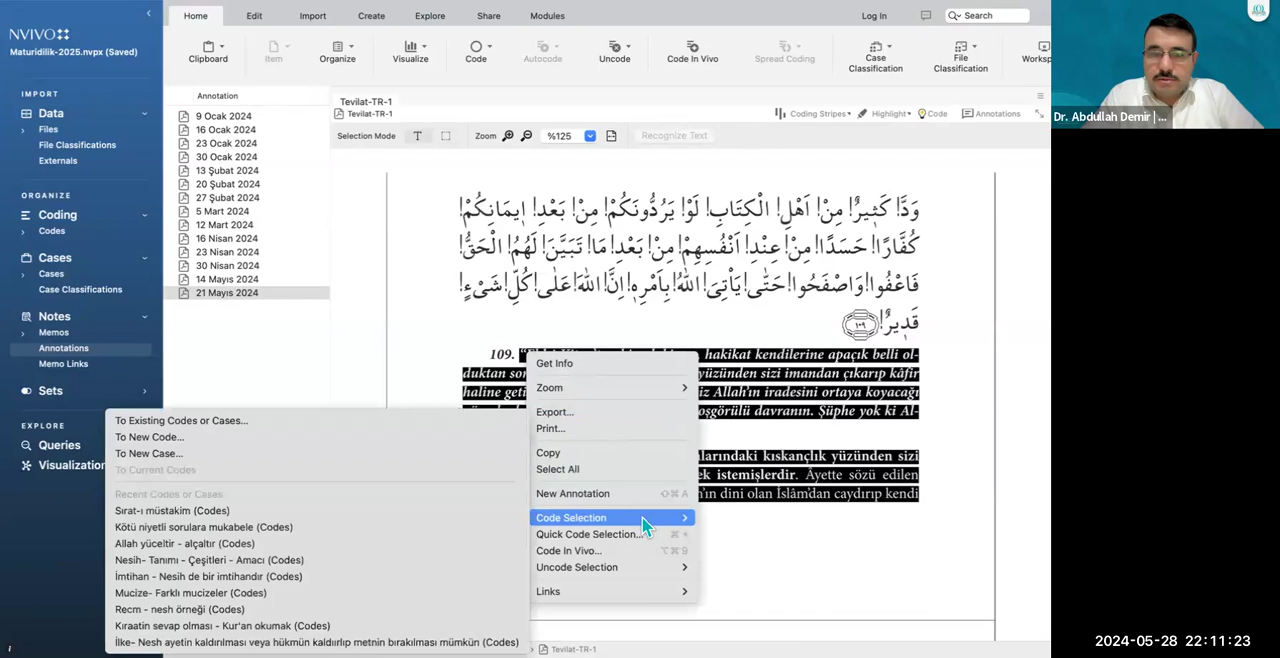 Home
Edit
Import
Create
Explore
Share
Modules
Log In
Search
NVIVO
Maturidilik-2025.nvpx (Saved)
Clipboard
Item
Organize
Visualize
Code
Autocode
Uncode
Code In Vivo
Spread Coding
Case Classification
File Classification
IMPORT
Data
Files
File Classifications
Externals
ORGANIZE
Coding
Codes
Cases
Cases
Case Classifications
Notes
Memos
Annotations
Memo Links
Sets
EXPLORE
Queries
Annotation
9 Ocak 2024
16 Ocak 2024
23 Ocak 2024
30 Ocak 2024
13 Şubat 2024
20 Şubat 2024
27 Şubat 2024
5 Mart 2024
12 Mart 2024
16 Nisan 2024
23 Nisan 2024
30 Nisan 2024
14 Mayıs 2024
21 Mayıs 2024
Tevilat-TR-1
Tevilat-TR-1
Coding Stripes
Highlight
Code
Annotations
Selection Mode
T
Zoom
%125
Recognize Text
وَدَّ كَثٖيرٌ مِنْ اَهْلِ الْكِتَابِ لَوْ يَرُدُّونَكُمْ مِنْ بَعْدِ اٖيمَانِكُمْ
كُفَّارًا حَسَدًا مِنْ عِنْدِ اَنْفُسِهِمْ مِنْ بَعْدِ مَا تَبَيَّنَ لَهُمُ الْحَقُّ
فَاعْفُوا وَاصْفَحُوا حَتّٰى يَأْتِىَ اللّٰهُ بِاَمْرِهٖ اِنَّ اللّٰهَ عَلٰى كُلِّ شَىْءٍ
قَدٖيرٌ ١٠٩
109.
hakikat kendilerine apaçık belli ol-
duktan
yüzünden sizi imandan çıkarıp kâfir
haline
Allah'ın iradesini ortaya koyacağı
oşgörülü davranın. Şüphe yok ki Al-
larındaki kıskançlık yüzünden sizi
ek istemişlerdir. Âyette sözü edilen
ın dini olan İslâm'dan caydırıp kendi
Get Info
Zoom
Export...
Print...
Copy
Select All
New Annotation
Code Selection
Quick Code Selection...
Code In Vivo...
Uncode Selection
Links
To Existing Codes or Cases...
To New Code...
To New Case...
To Current Codes
Recent Codes or Cases
Sırat-ı müstakim (Codes)
Kötü niyetli sorulara mukabele (Codes)
Allah yüceltir - alçaltır (Codes)
Nesih- Tanımı - Çeşitleri - Amacı (Codes)
İmtihan - Nesih de bir imtihandır (Codes)
Mucize- Farklı mucizeler (Codes)
Recm - nesh örneği (Codes)
Kıraatin sevap olması - Kur'an okumak (Codes)
İlke- Nesh ayetin kaldırılması veya hükmün kaldıırlıp metnin bırakılması mümkün (Codes)
Tevilat-TR-1
Dr. Abdullah Demir | ...
2024-05-28 22:11:23